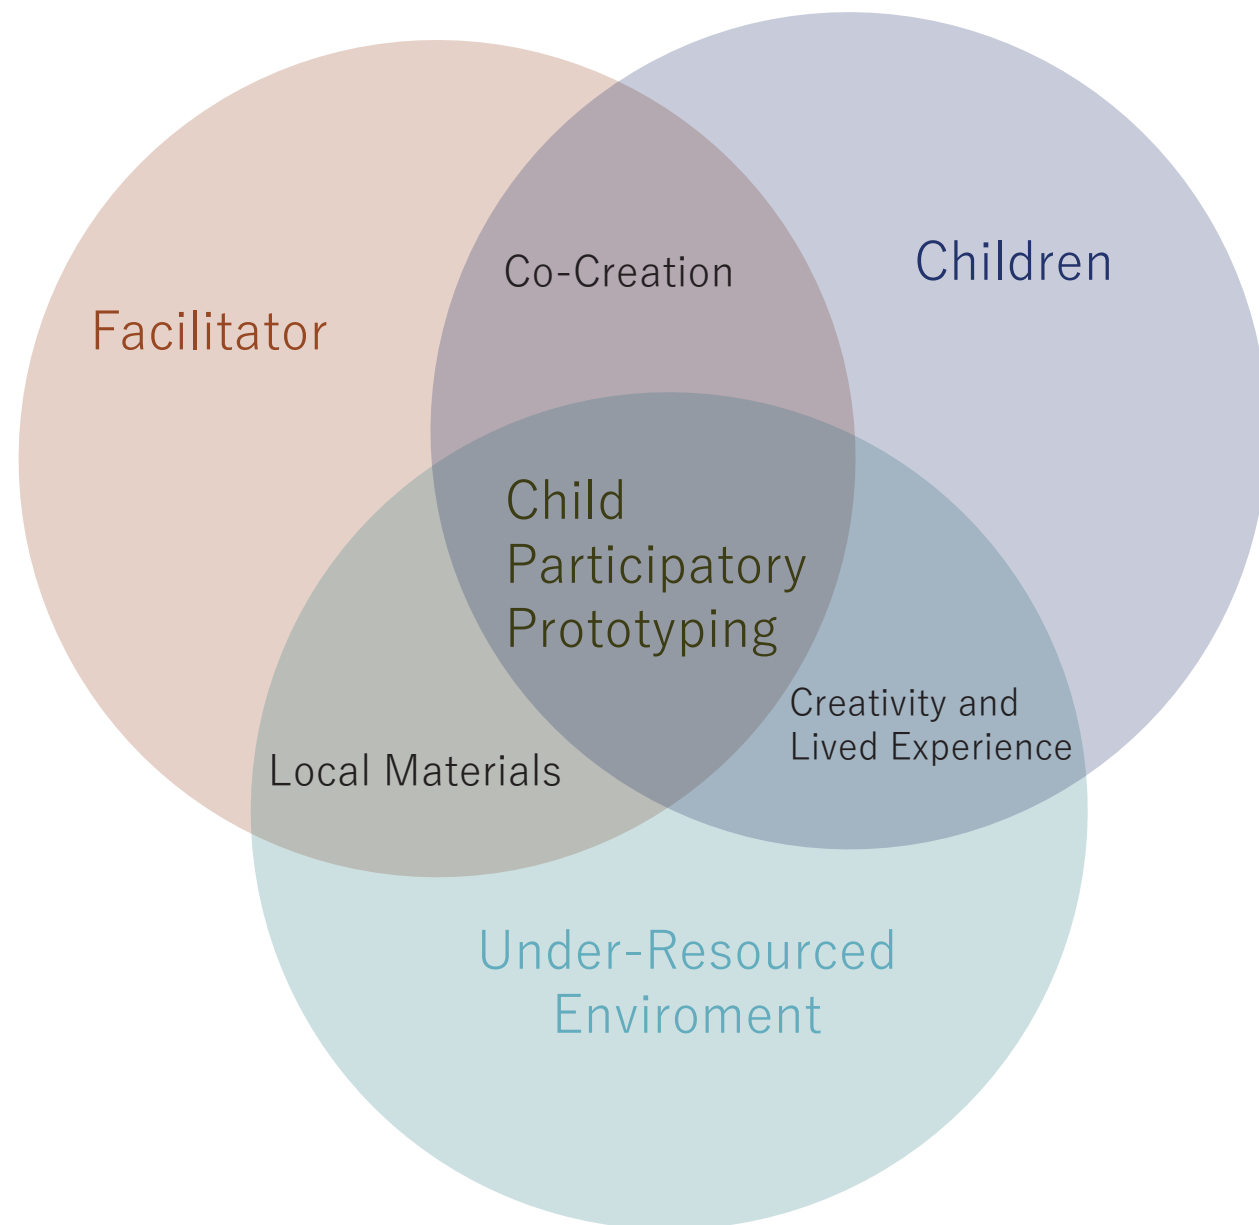 Children
Co-Creation
Facilitator
Child
Participatory
Prototyping
Creativity and
Lived Experience
Local Materials
Under-Resourced
Enviroment